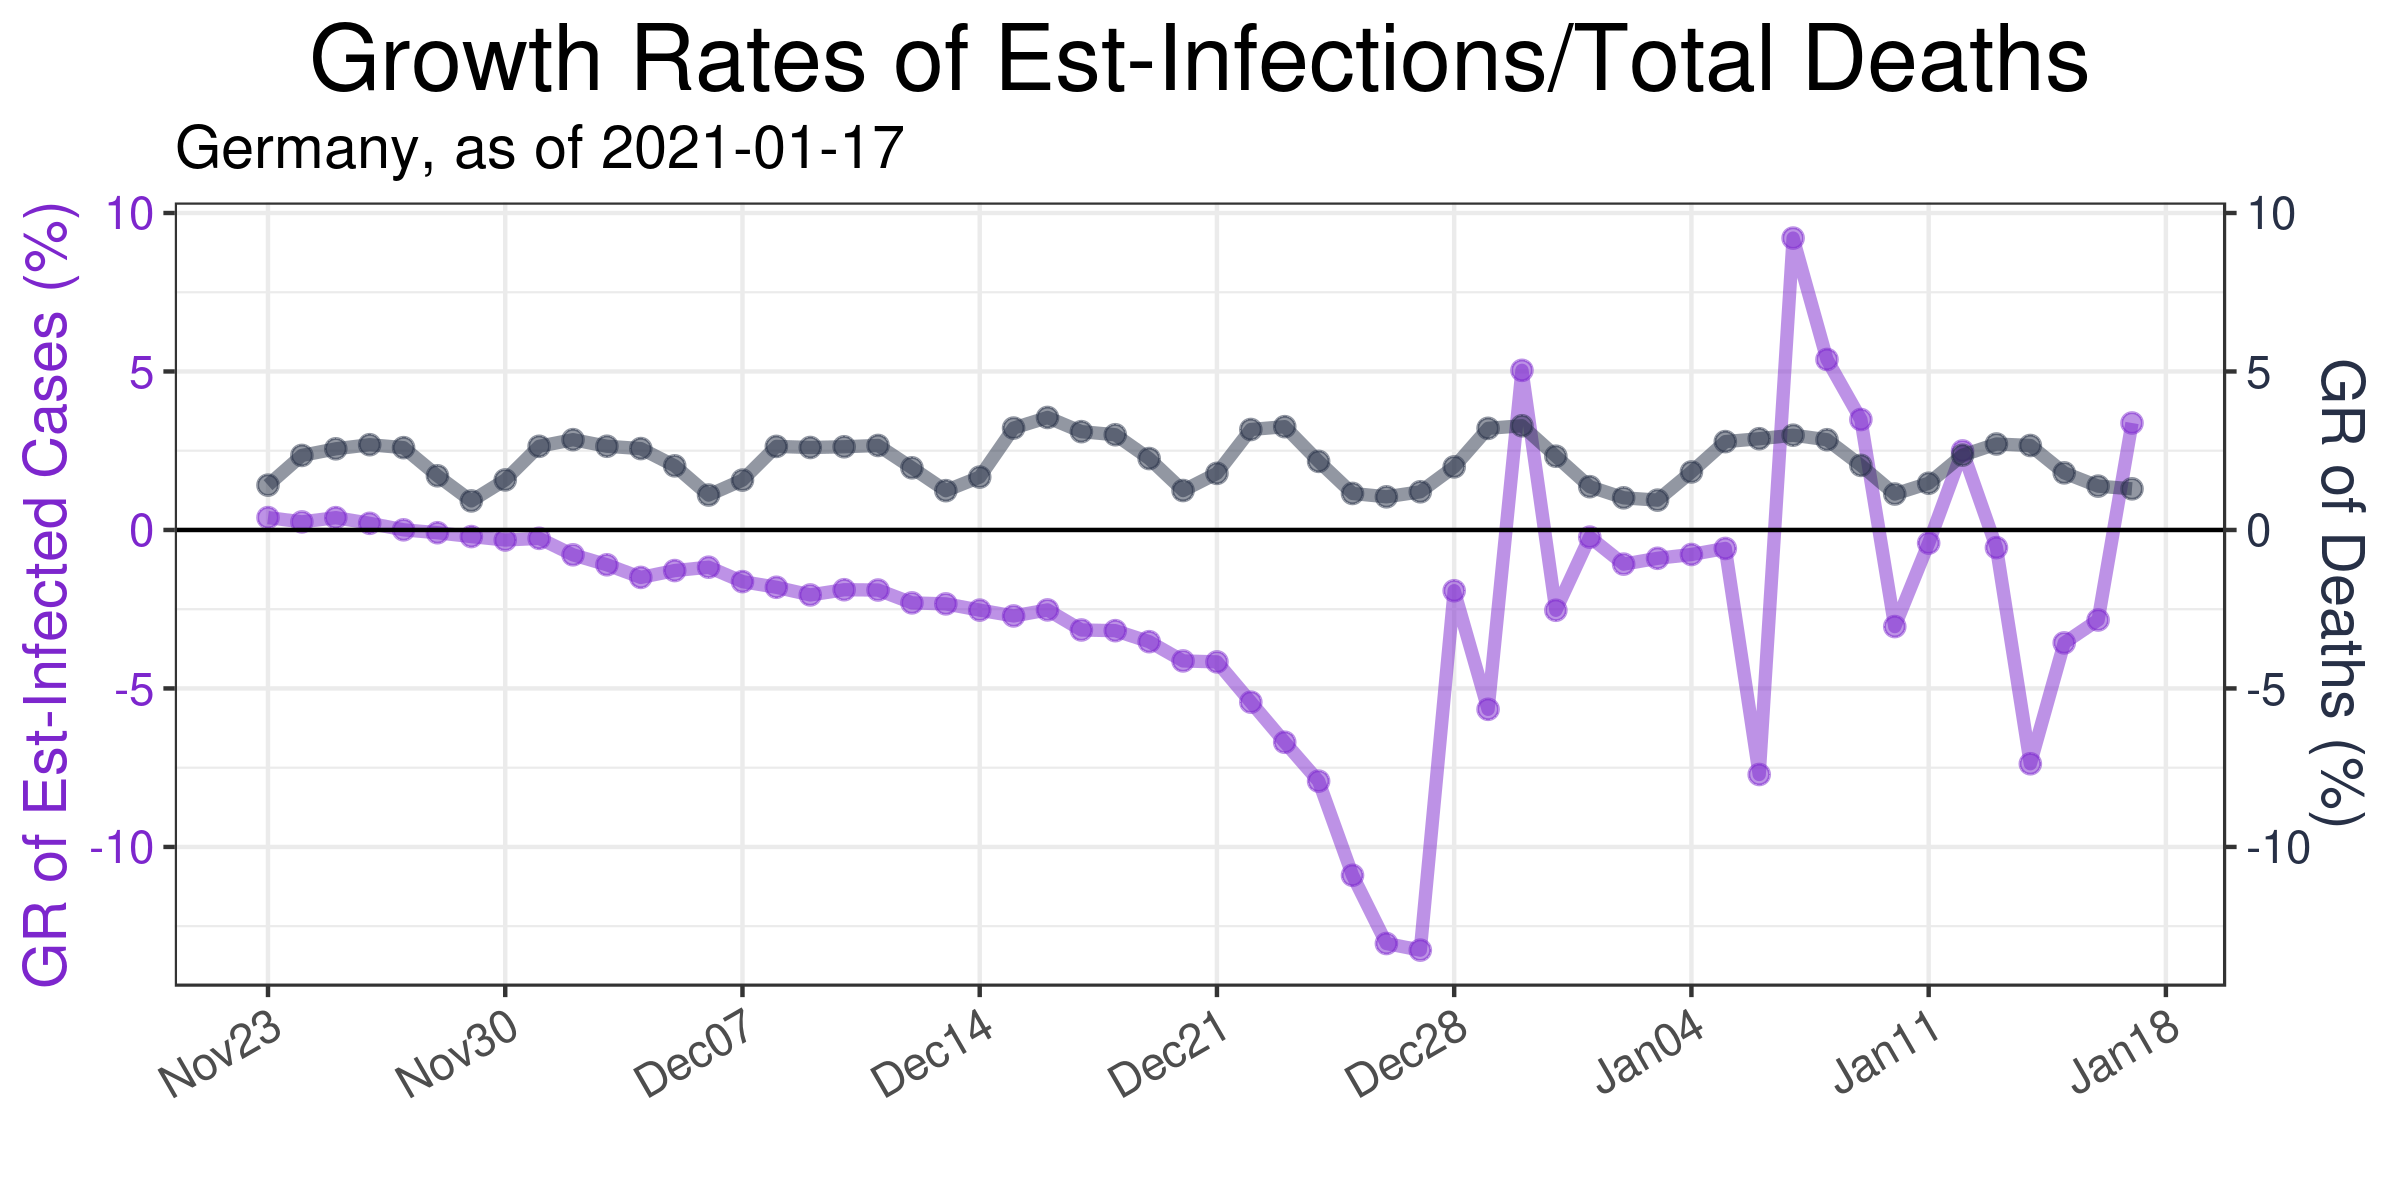 Growth Rates of Est-Infections/Total Deaths
Germany, as of 2021-01-17
GR of Est-Infected Cases (%)
10
5
0
-5
-10
10
5
0
-5
-10
GR of Deaths (%)
Nov23
Nov30
Dec07
Dec14
Dec21
Dec28
Jan04
Jan11
Jan18